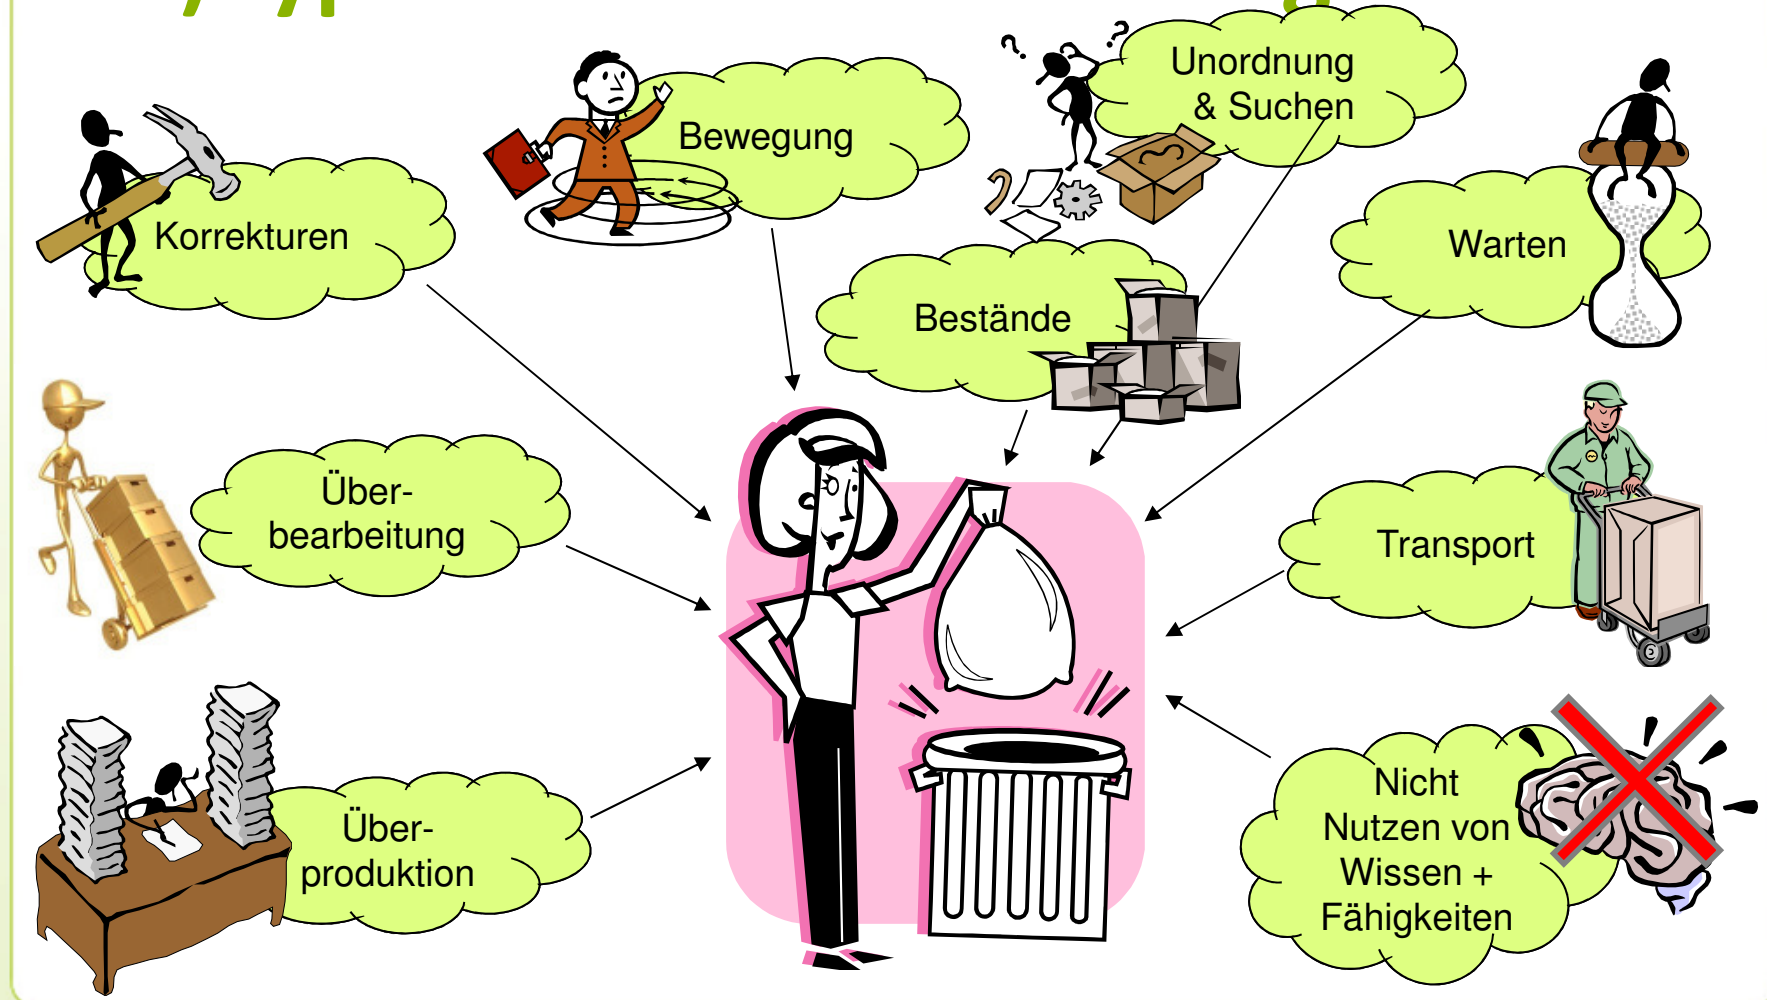 Unordnung
& Suchen
Bewegung
Korrekturen
Warten
Bestände
Über-
bearbeitung
Transport
Über-
produktion
Nicht
Nutzen von
Wissen +
Fähigkeiten